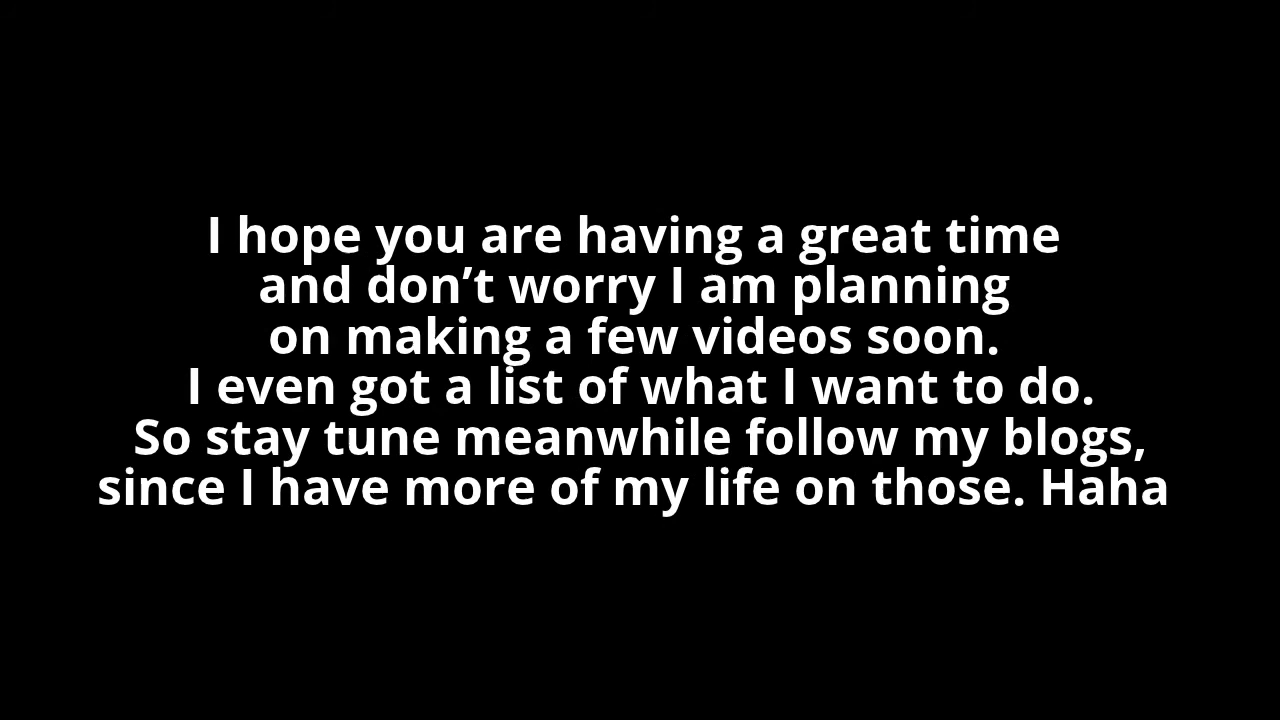 I hope you are having a great time
and don’t worry I am planning
on making a few videos soon.
I even got a list of what I want to do.
So stay tune meanwhile follow my blogs,
since I have more of my life on those. Haha